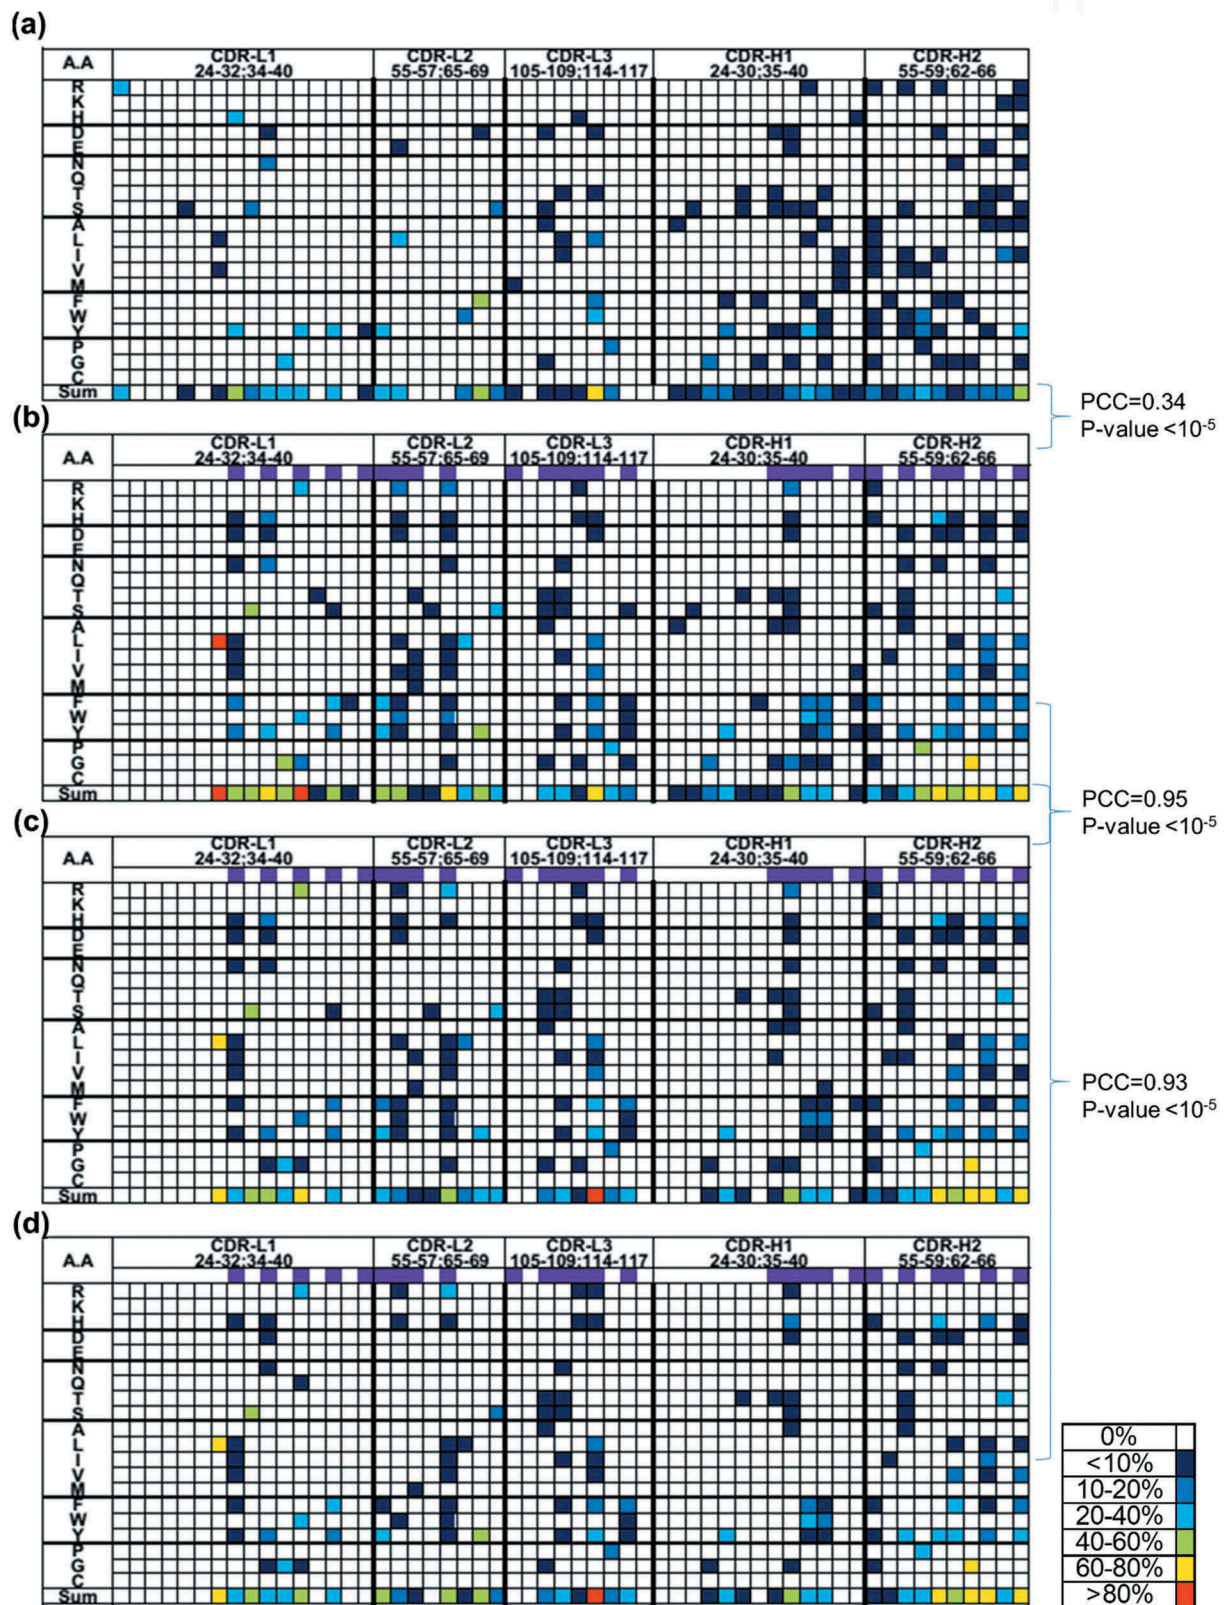 (a)
A.A CDR-L1 CDR-L2 CDR-L3 CDR-H1 CDR-H2
24-32;34-40 55-57;65-69 105-109;114-117 24-30;35-40 55-59;62-66
R
K
H
D
E
N
Q
T
S
A
L
I
V
M
F
W
Y
P
G
C
Sum
PCC=0.34
P-value <10-5
(b)
A.A CDR-L1 CDR-L2 CDR-L3 CDR-H1 CDR-H2
24-32;34-40 55-57;65-69 105-109;114-117 24-30;35-40 55-59;62-66
R
K
H
D
E
N
Q
T
S
A
L
I
V
M
F
W
Y
P
G
C
Sum
PCC=0.95
P-value <10-5
(c)
A.A CDR-L1 CDR-L2 CDR-L3 CDR-H1 CDR-H2
24-32;34-40 55-57;65-69 105-109;114-117 24-30;35-40 55-59;62-66
R
K
H
D
E
N
Q
T
S
A
L
I
V
M
F
W
Y
P
G
C
Sum
PCC=0.93
P-value <10-5
(d)
A.A CDR-L1 CDR-L2 CDR-L3 CDR-H1 CDR-H2
24-32;34-40 55-57;65-69 105-109;114-117 24-30;35-40 55-59;62-66
R
K
H
D
E
N
Q
T
S
A
L
I
V
M
F
W
Y
P
G
C
Sum
0%
<10%
10-20%
20-40%
40-60%
60-80%
>80%